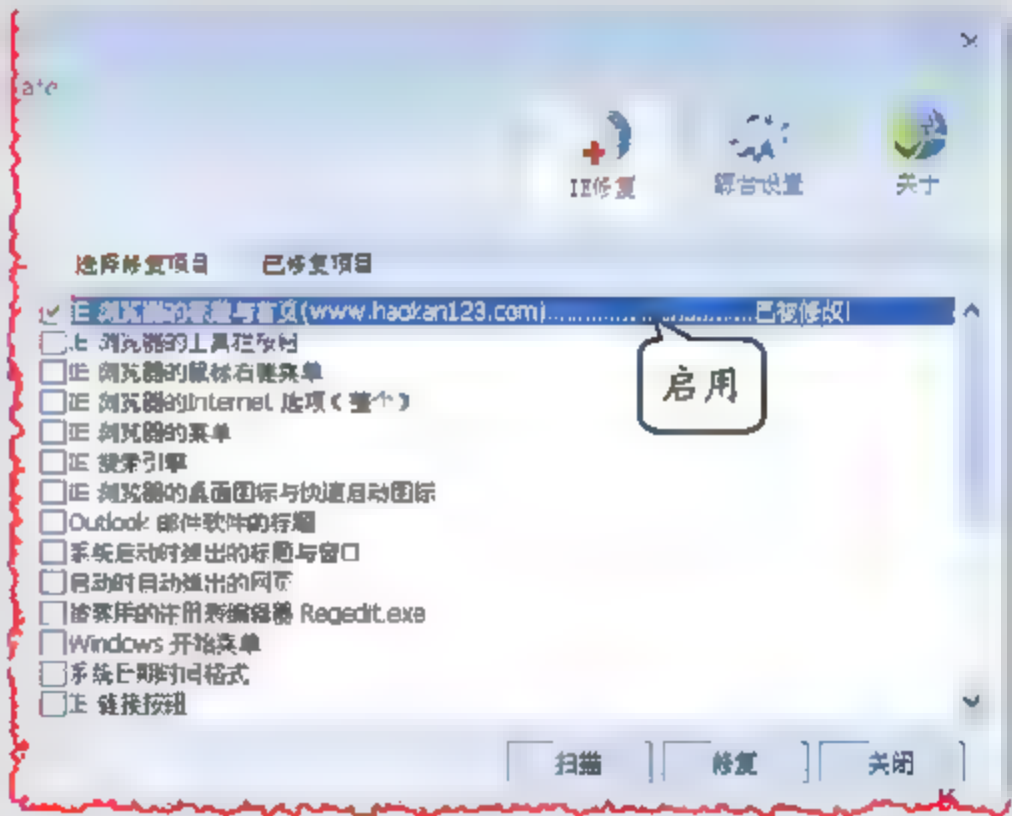 ate
IE修复
综合设置
关于
选择修复项目
已修复项目
IE 浏览器的标题与首页(www.haokan123.com)..............................已被修改!
IE 浏览器的工具栏按钮
启用
IE 浏览器的鼠标右键菜单
IE 浏览器的Internet 选项(整个)
IE 浏览器的菜单
IE 搜索引擎
IE 浏览器的桌面图标与快速启动图标
Outlook 邮件软件的标题
系统启动时弹出的标题与窗口
启动时自动弹出的网页
被禁用的注册表编辑器 Regedit.exe
Windows 开始菜单
系统日期时间格式
IE 链接按钮
扫描
修复
关闭